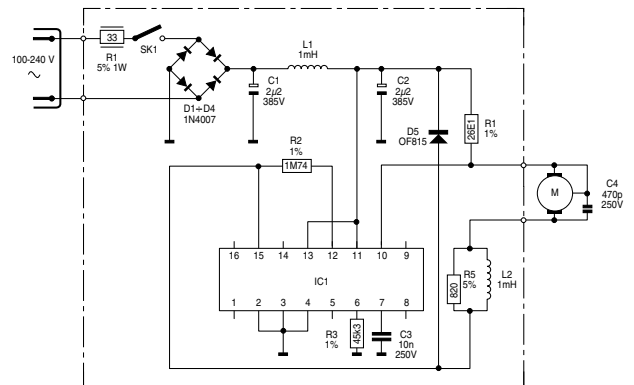 100-240 V
33
R1
5% 1W
SK1
D1÷D4
1N4007
C1
2µ2
385V
L1
1mH
C2
2µ2
385V
D5
OF815
26E1
R1
1%
R2
1%
1M74
M
C4
470p
250V
16 15 14 13 12 11 10 9
IC1
1 2 3 4 5 6 7 8
R3
1%
45k3
C3
10n
250V
820
R5
5%
L2
1mH